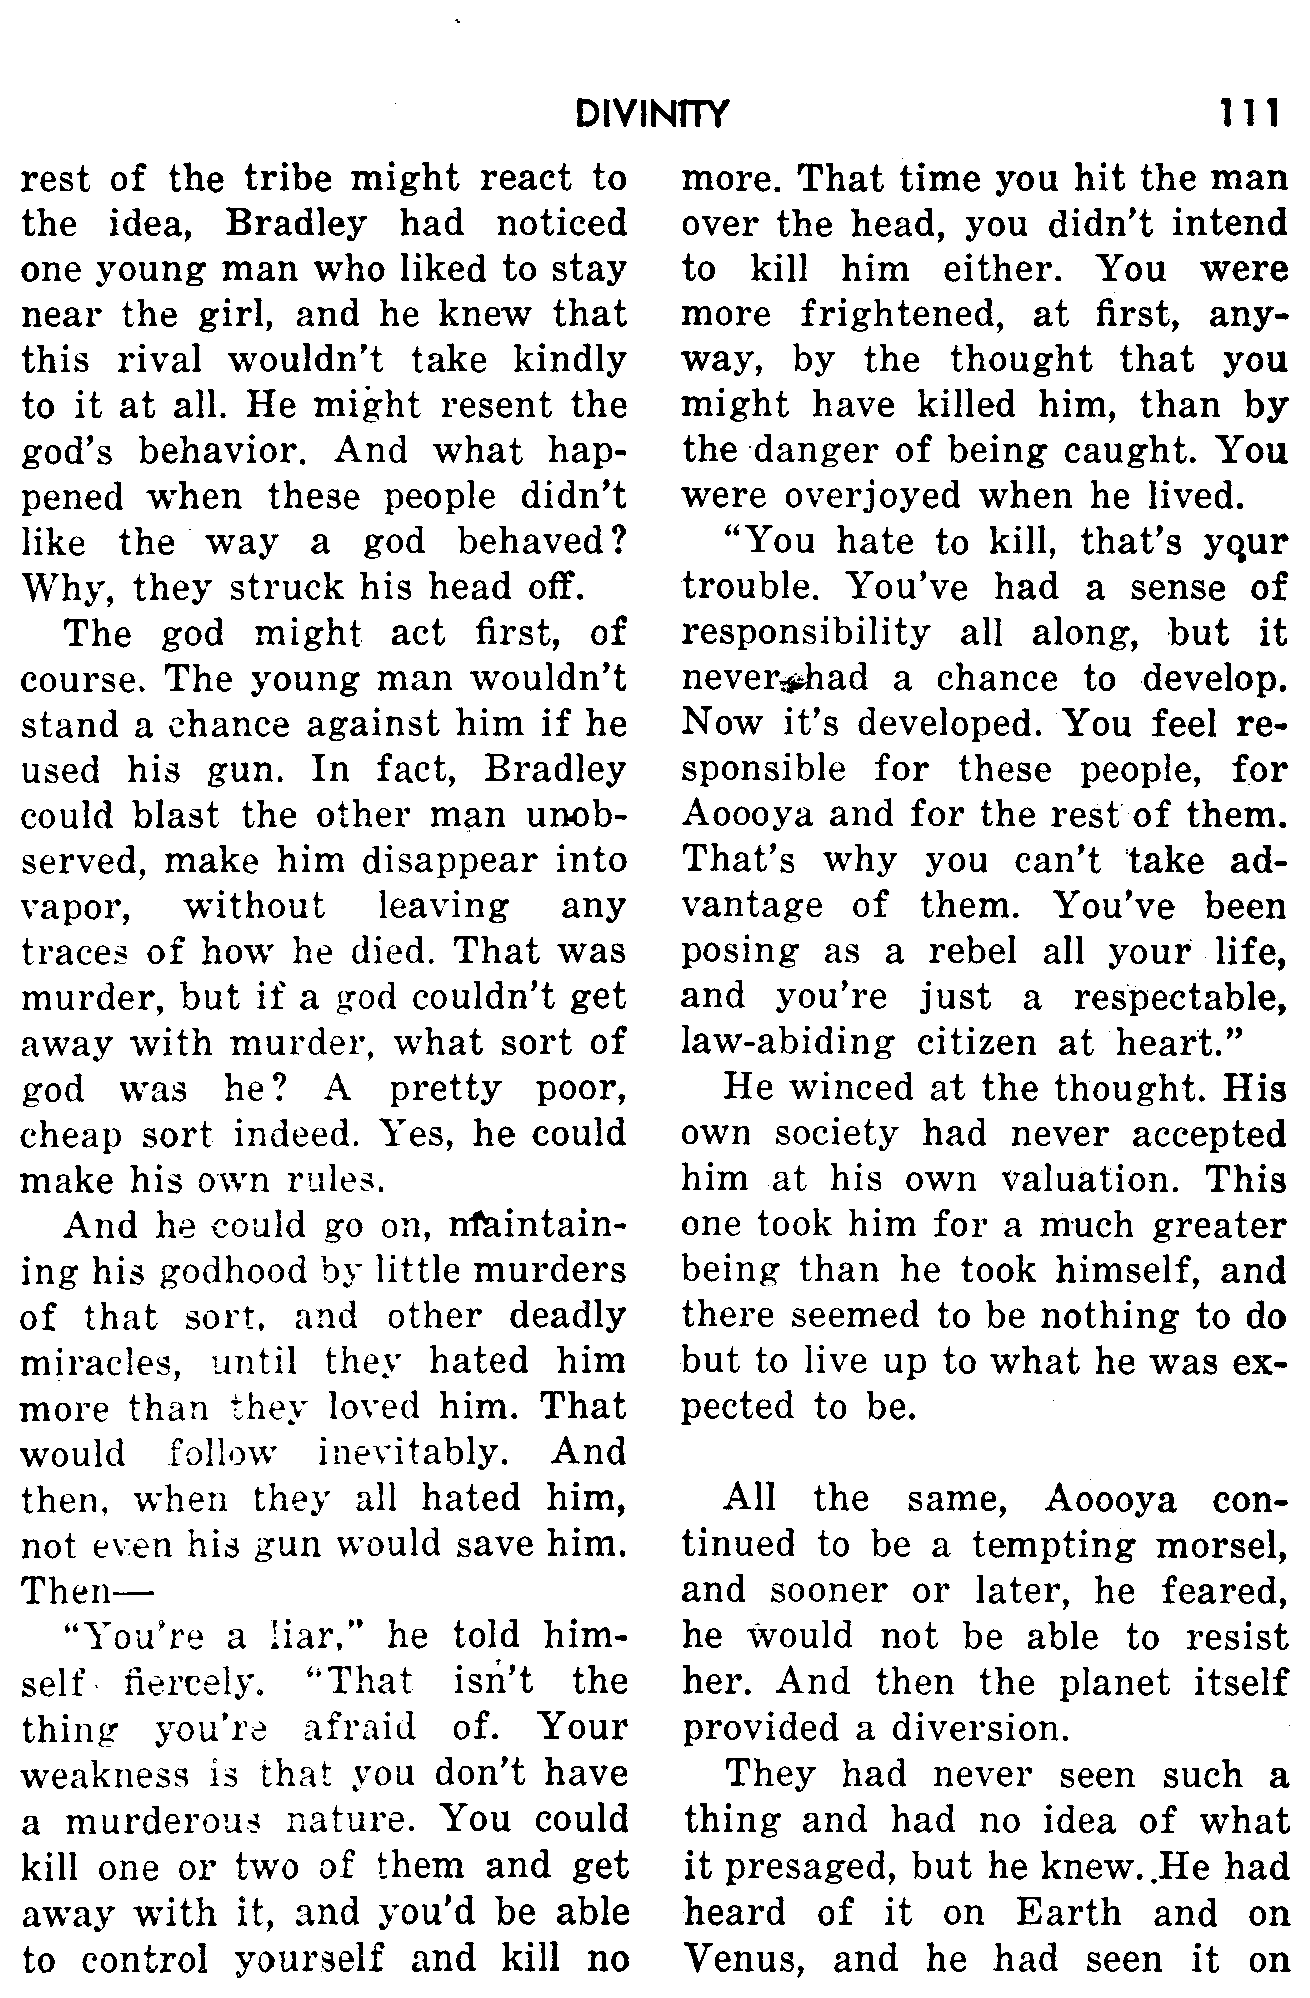 DIVINITY 111
rest of the tribe might react to
the idea, Bradley had noticed
one young man who liked to stay
near the girl, and he knew that
this rival wouldn't take kindly
to it at all. He might resent the
god's behavior. And what hap-
pened when these people didn't
like the way a god behaved?
Why, they struck his head off.
The god might act first, of
course. The young man wouldn't
stand a chance against him if he
used his gun. In fact, Bradley
could blast the other man unob-
served, make him disappear into
vapor, without leaving any
traces of how he died. That was
murder, but if a god couldn't get
away with murder, what sort of
god was he? A pretty poor,
cheap sort indeed. Yes, he could
make his own rules.
And he could go on, maintain-
ing his godhood by little murders
of that sort, and other deadly
miracles, until they hated him
more than they loved him. That
would follow inevitably. And
then, when they all hated him,
not even his gun would save him.
Then—
"You're a liar," he told him-
self fiercely. "That isn't the
thing you're afraid of. Your
weakness is that you don't have
a murderous nature. You could
kill one or two of them and get
away with it, and you'd be able
to control yourself and kill no
more. That time you hit the man
over the head, you didn't intend
to kill him either. You were
more frightened, at first, any-
way, by the thought that you
might have killed him, than by
the danger of being caught. You
were overjoyed when he lived.
"You hate to kill, that's your
trouble. You've had a sense of
responsibility all along, but it
never had a chance to develop.
Now it's developed. You feel re-
sponsible for these people, for
Aoooya and for the rest of them.
That's why you can't take ad-
vantage of them. You've been
posing as a rebel all your life,
and you're just a respectable,
law-abiding citizen at heart."
He winced at the thought. His
own society had never accepted
him at his own valuation. This
one took him for a much greater
being than he took himself, and
there seemed to be nothing to do
but to live up to what he was ex-
pected to be.
All the same, Aoooya con-
tinued to be a tempting morsel,
and sooner or later, he feared,
he would not be able to resist
her. And then the planet itself
provided a diversion.
They had never seen such a
thing and had no idea of what
it presaged, but he knew. He had
heard of it on Earth and on
Venus, and he had seen it on